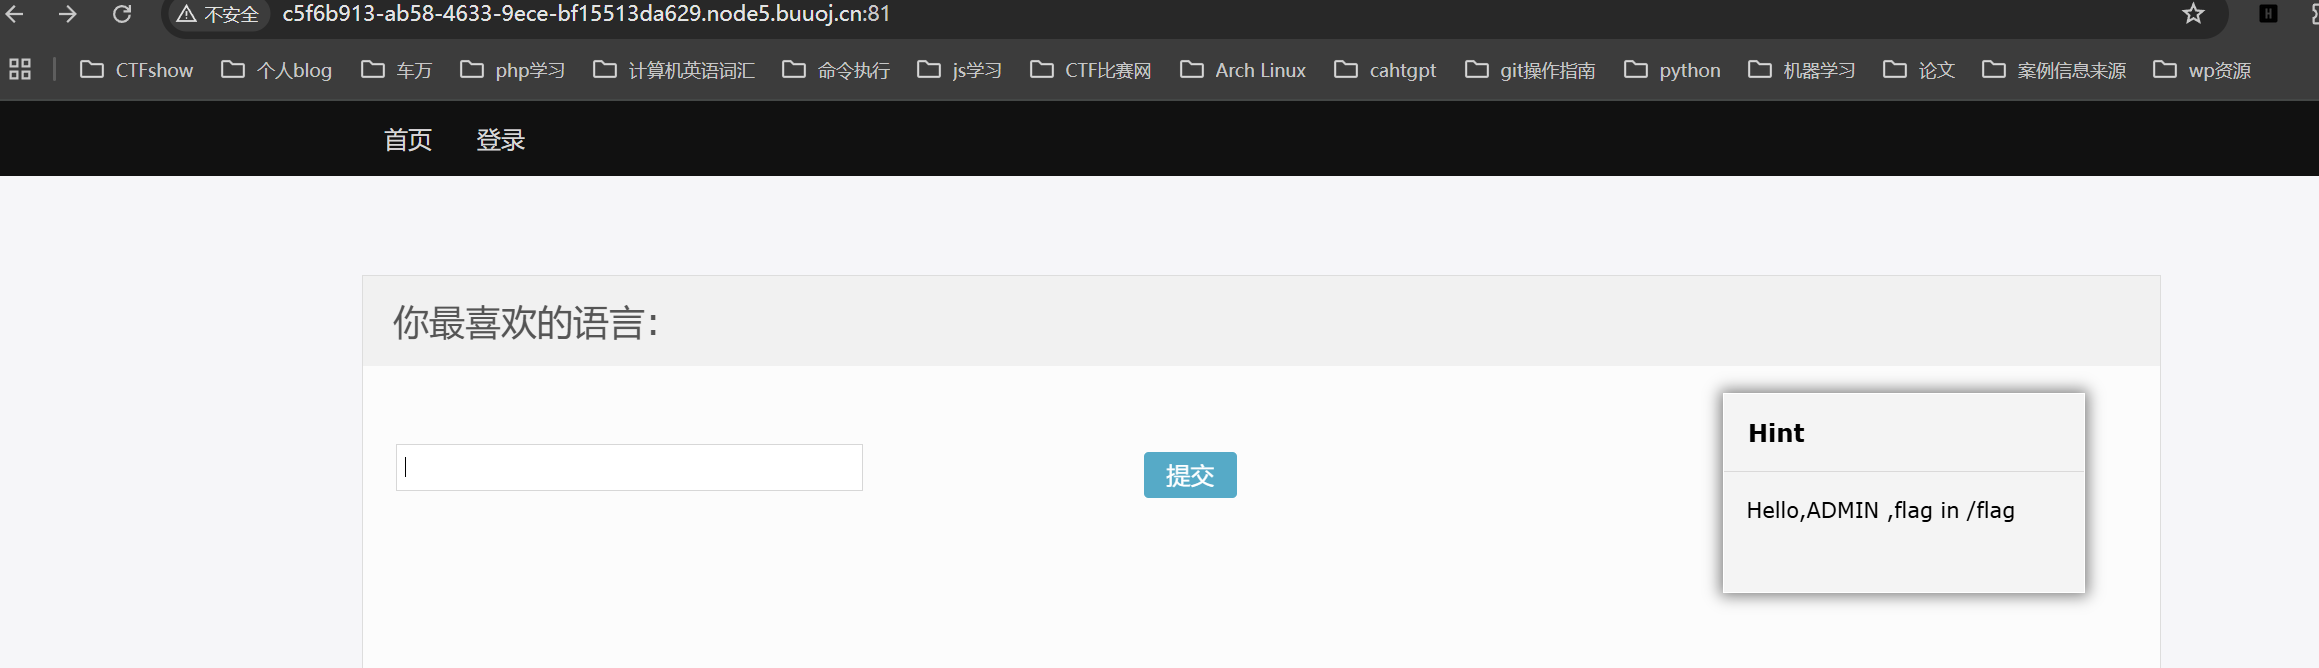 不安全 c5f6b913-ab58-4633-9ece-bf15513da629.node5.buuoj.cn:81
CTFshow 个人blog 车万 php学习 计算机英语词汇 命令执行 js学习 CTF比赛网 Arch Linux cahtgpt git操作指南 python 机器学习 论文 案例信息来源 wp资源
首页 登录
你最喜欢的语言:
提交
Hint
Hello,ADMIN ,flag in /flag